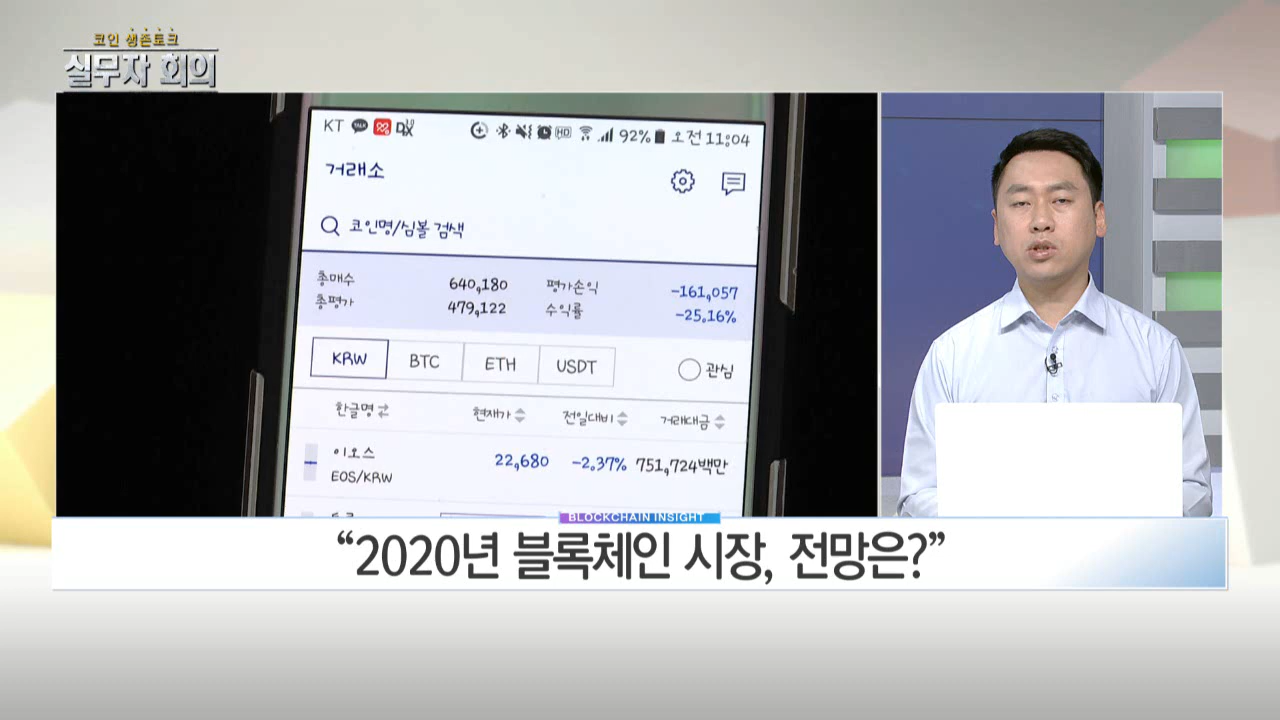 코인 생존토크
실무자 회의
KT TALK 92% 오전 11:04
거래소
코인명/심볼 검색
총매수 640,180 평가손익 -161,057
총평가 479,122 수익률 -25.16%
KRW BTC ETH USDT 관심
한글명 현재가 전일대비 거래대금
이오스 22,680 -2.37% 751,724백만
EOS/KRW
BLOCKCHAIN INSIGHT
“2020년 블록체인 시장, 전망은?”